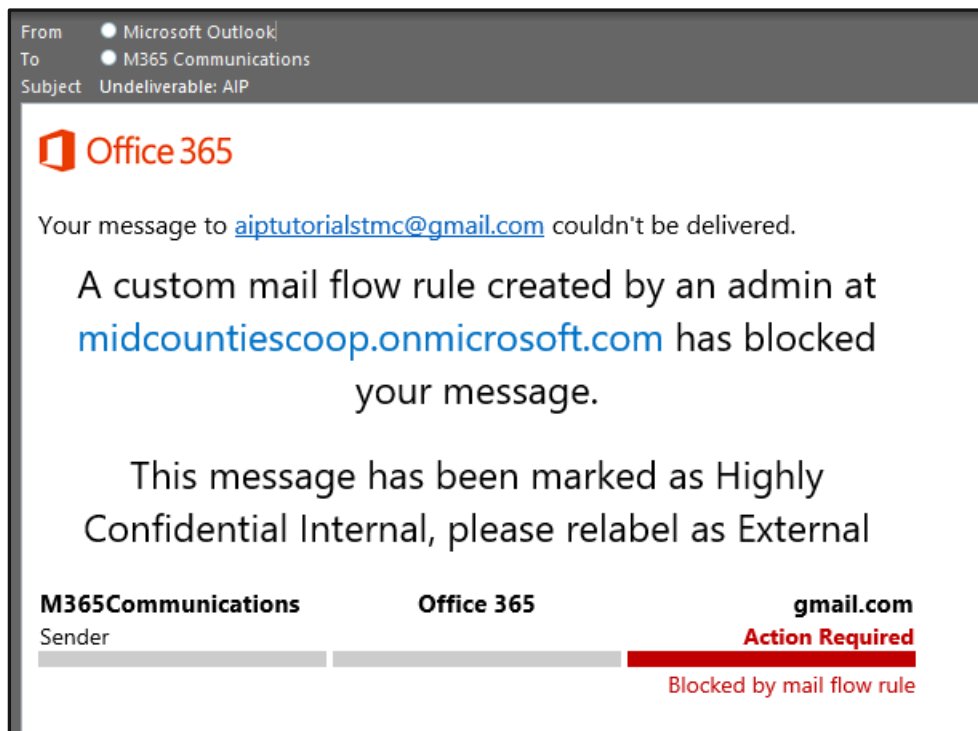 From Microsoft Outlook
To M365 Communications
Subject Undeliverable: AIP
Office 365
Your message to aiptutorialstmc@gmail.com couldn't be delivered.
A custom mail flow rule created by an admin at
midcountiescoop.onmicrosoft.com has blocked
your message.
This message has been marked as Highly
Confidential Internal, please relabel as External
M365Communications Office 365 gmail.com
Sender Action Required
Blocked by mail flow rule